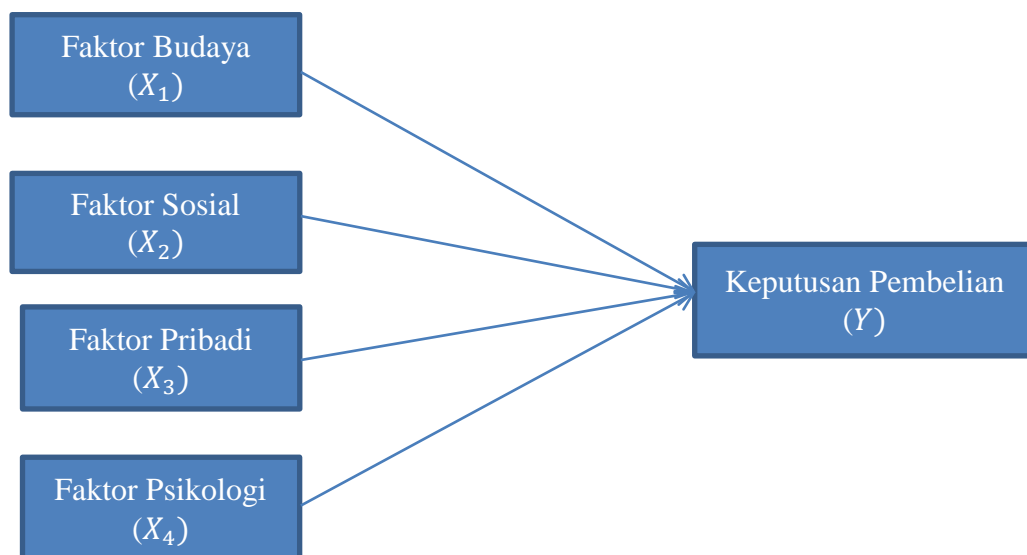 Faktor Budaya
(X₁)
Faktor Sosial
(X₂)
Faktor Pribadi
(X₃)
Faktor Psikologi
(X₄)
Keputusan Pembelian
(Y)